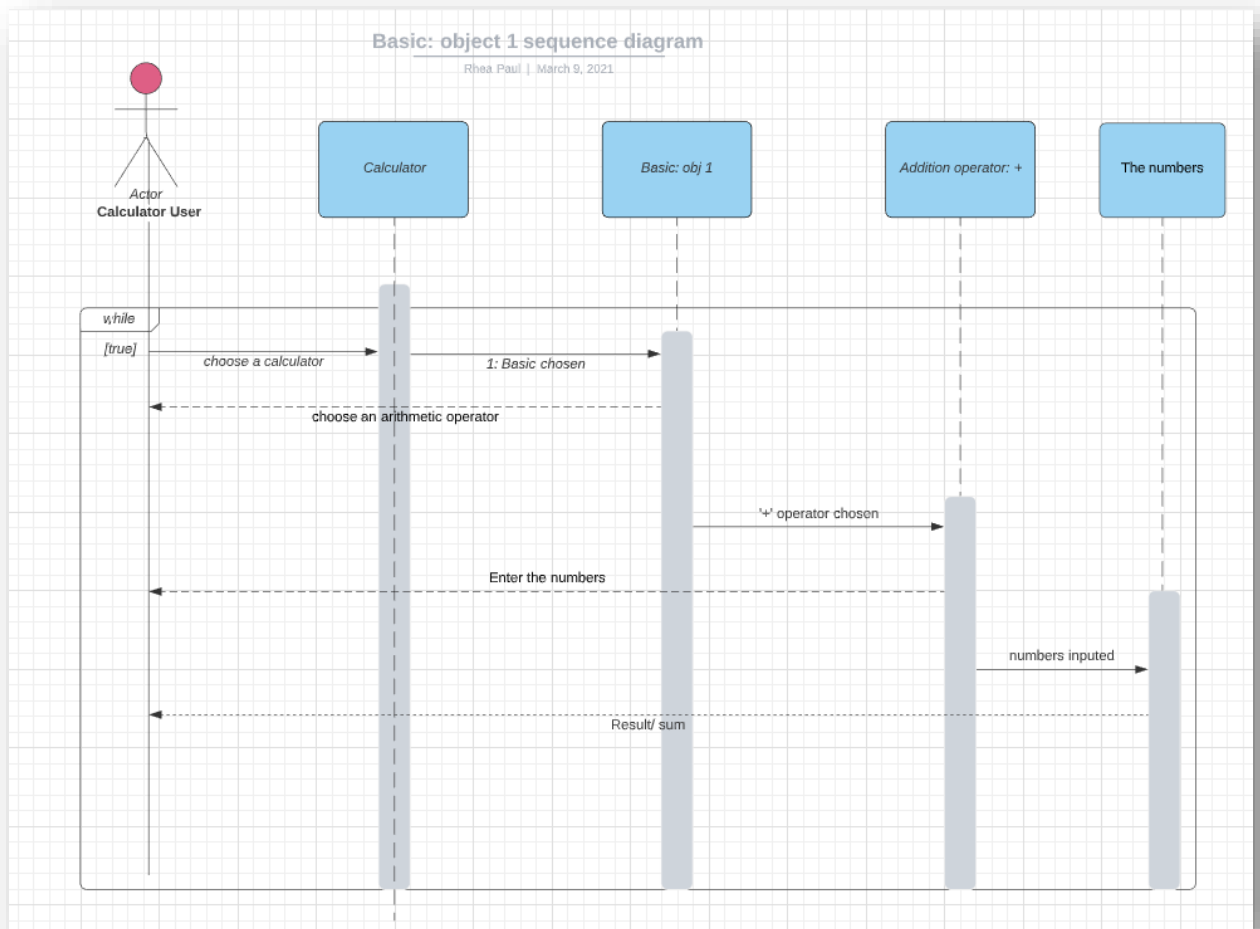 Basic: object 1 sequence diagram
Rhea Paul | March 9, 2021
Calculator
Basic: obj 1
Addition operator: +
The numbers
Actor
Calculator User
while
[true]
choose a calculator
1: Basic chosen
choose an arithmetic operator
'+' operator chosen
Enter the numbers
numbers inputed
Result/ sum